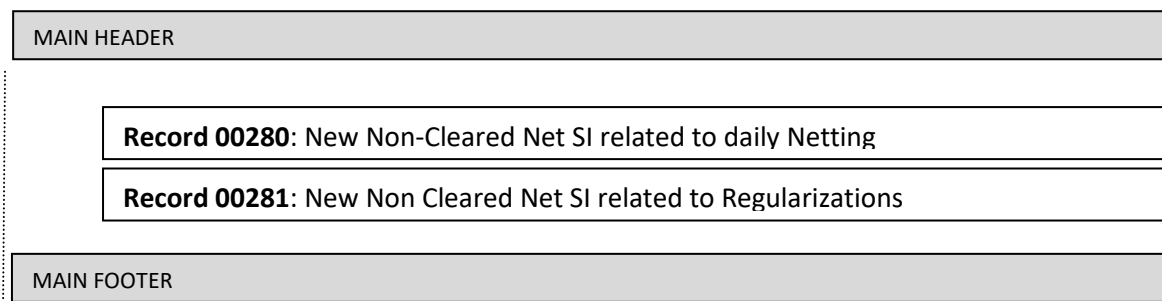 MAIN HEADER
Record 00280: New Non-Cleared Net SI related to daily Netting
Record 00281: New Non Cleared Net SI related to Regularizations
MAIN FOOTER